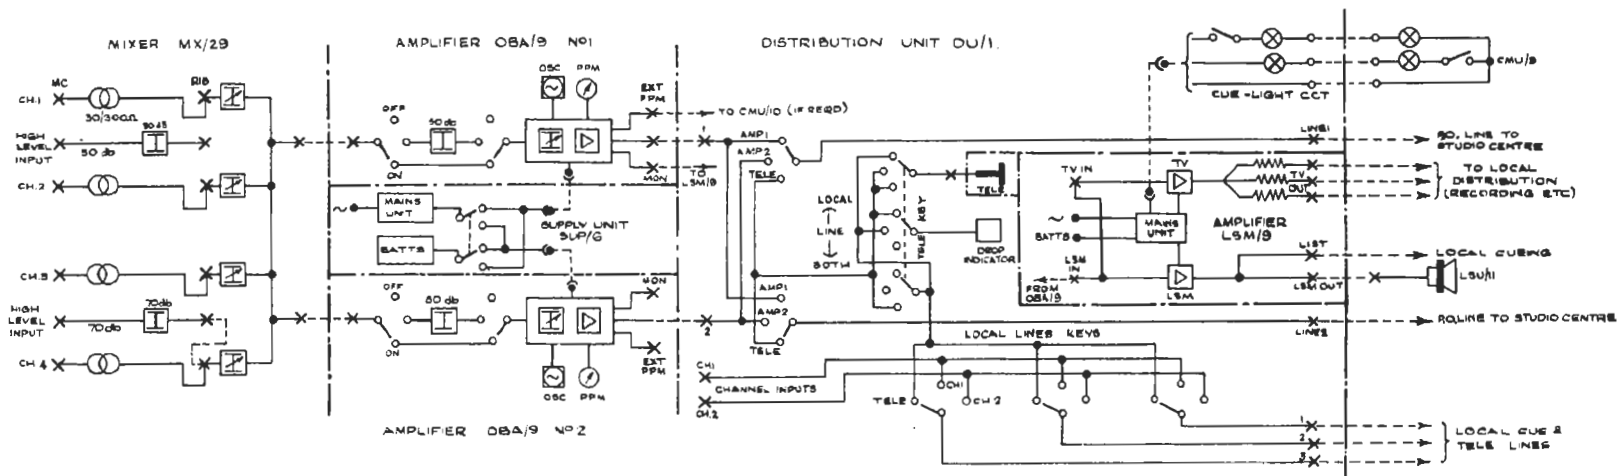 MIXER MX/29
MC
RIB
CH.1
30/300Ω
HIGH
LEVEL
INPUT
50 db
CH.2
CH.3
HIGH
LEVEL
INPUT
70db
70db
CH.4
AMPLIFIER OBA/9 Nº1
OSC
PPM
EXT
PPM
OFF
50 db
ON
MON
TO CMU/10 (IF REQD)
1
TO
LSM/9
MAINS
UNIT
BATTS
SUPPLY UNIT
SUP/6
OFF
50 db
ON
MON
2
EXT
PPM
OSC
PPM
AMPLIFIER OBA/9 Nº2
DISTRIBUTION UNIT DU/1.
AMP1
AMP2
TELE
LOCAL
LINE
BOTH
TELE KEY
TELE
DROP
INDICATOR
AMP1
AMP2
TELE
LOCAL LINES KEYS
CH.1
CHANNEL INPUTS
CH.2
TELE
CH1
CH.2
CUE-LIGHT CCT
CMU/9
LINE1
P.O. LINE TO
STUDIO CENTRE
TV IN
TV
TV
OUT
TO LOCAL
DISTRIBUTION
(RECORDING ETC)
MAINS
UNIT
BATTS
AMPLIFIER
LSM/9
LSM
IN
FROM
OBA/9
LSM
LIST
LOCAL CUEING
LSM OUT
LSU/11
LINE2
P.O. LINE TO STUDIO CENTRE
1
2
3
LOCAL CUE &
TELE LINES